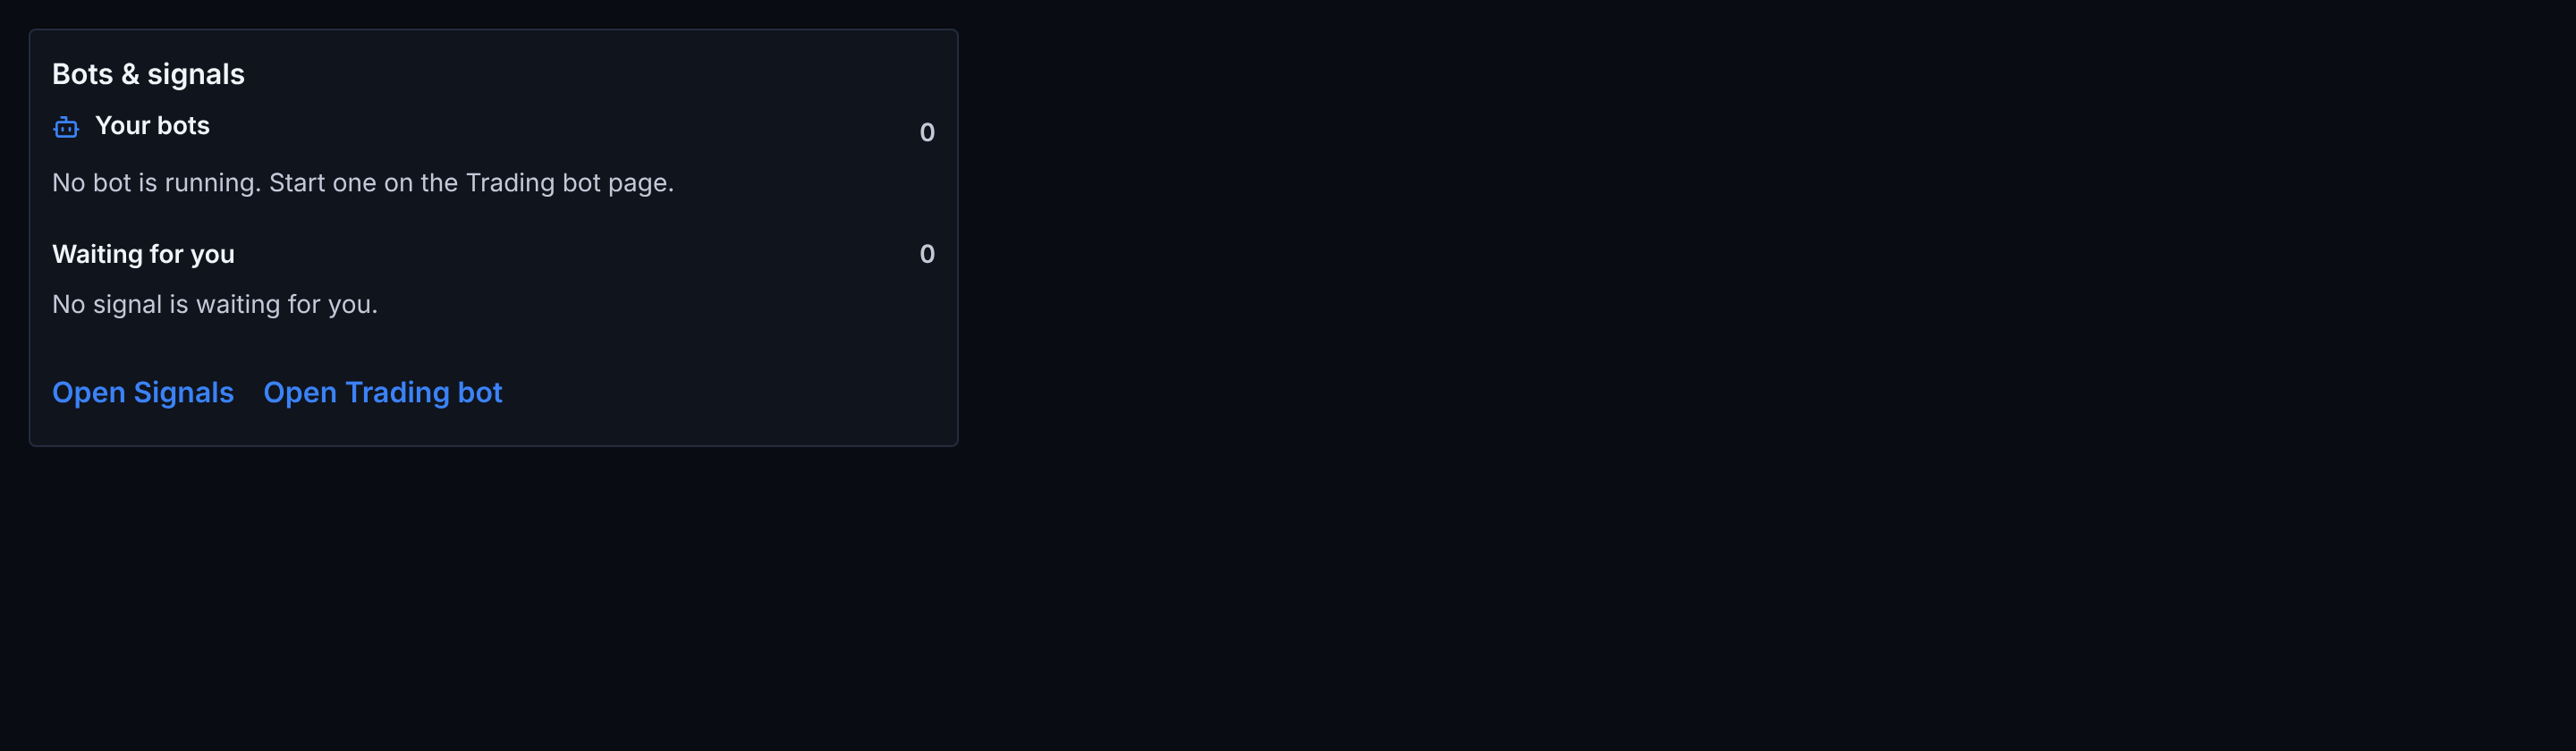 Bots & signals
Your bots 0
No bot is running. Start one on the Trading bot page.
Waiting for you 0
No signal is waiting for you.
Open Signals Open Trading bot